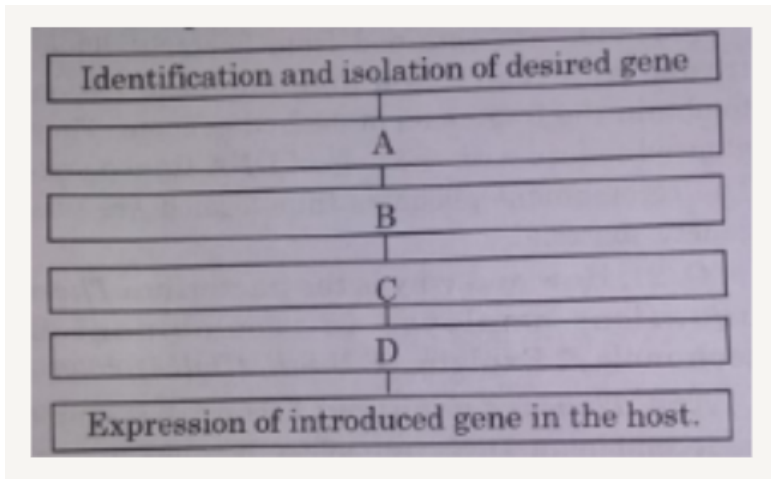 Identification and isolation of desired gene
A
B
C
D
Expression of introduced gene in the host.